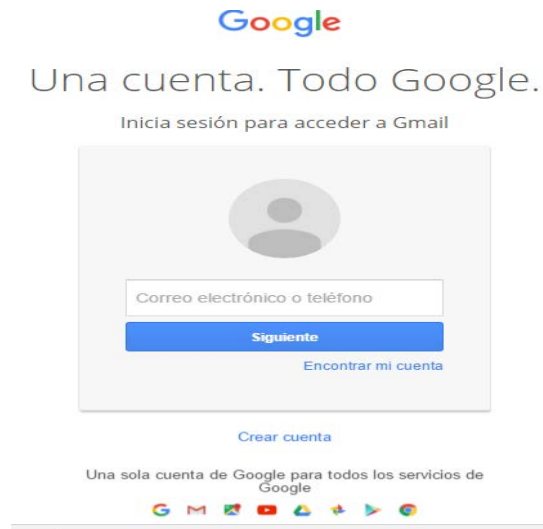 Google
Una cuenta. Todo Google.
Inicia sesión para acceder a Gmail
Correo electrónico o teléfono
Siguiente
Encontrar mi cuenta
Crear cuenta
Una sola cuenta de Google para todos los servicios de
Google